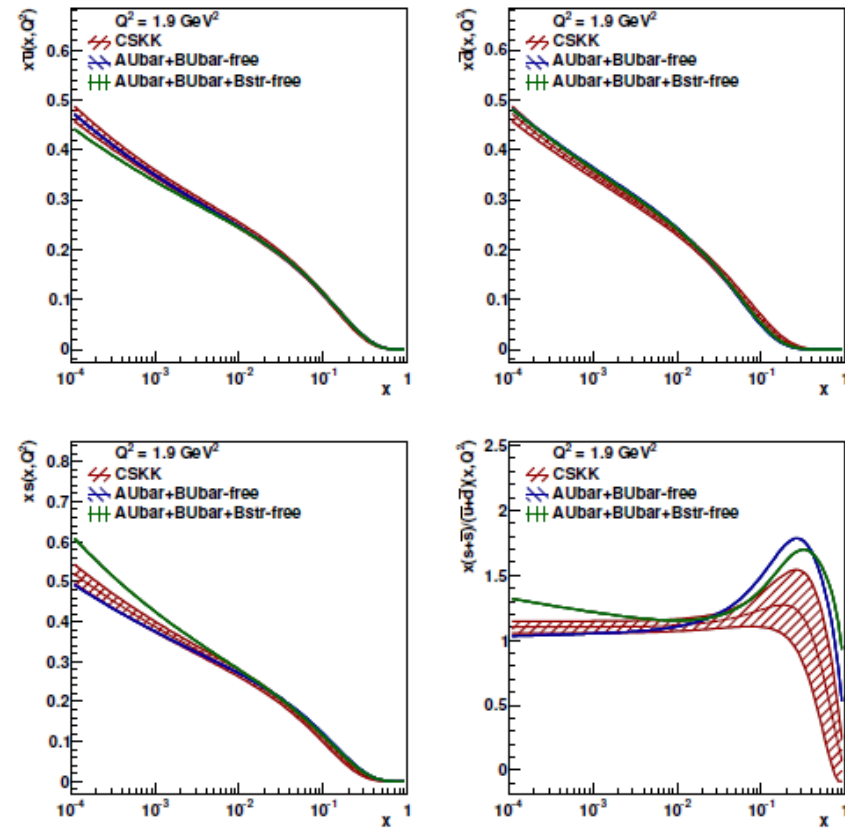 xu̅(x,Q²)
Q² = 1.9 GeV²
CSKK
AUbar+BUbar-free
AUbar+BUbar+Bstr-free
0.6
0.5
0.4
0.3
0.2
0.1
0
10⁻⁴ 10⁻³ 10⁻² 10⁻¹ 1
x
xd̅(x,Q²)
Q² = 1.9 GeV²
CSKK
AUbar+BUbar-free
AUbar+BUbar+Bstr-free
0.6
0.5
0.4
0.3
0.2
0.1
0
10⁻⁴ 10⁻³ 10⁻² 10⁻¹ 1
x
xs(x,Q²)
Q² = 1.9 GeV²
CSKK
AUbar+BUbar-free
AUbar+BUbar+Bstr-free
0.8
0.7
0.6
0.5
0.4
0.3
0.2
0.1
0
10⁻⁴ 10⁻³ 10⁻² 10⁻¹ 1
x
x(s+s̅)/(u̅+d̅)(x,Q²)
Q² = 1.9 GeV²
CSKK
AUbar+BUbar-free
AUbar+BUbar+Bstr-free
2.5
2
1.5
1
0.5
0
10⁻⁴ 10⁻³ 10⁻² 10⁻¹ 1
x